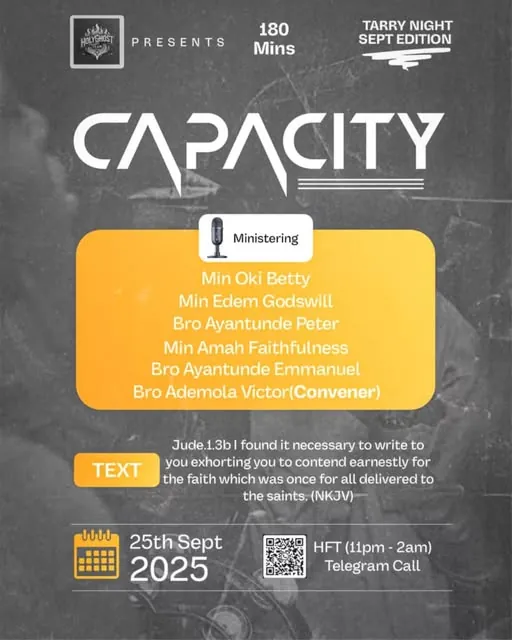 HOLYGHOST
PRESENTS
180
Mins
TARRY NIGHT
SEPT EDITION
CAPACITY
Ministering
Min Oki Betty
Min Edem Godswill
Bro Ayantunde Peter
Min Amah Faithfulness
Bro Ayantunde Emmanuel
Bro Ademola Victor(Convener)
TEXT
Jude.1.3b I found it necessary to write to
you exhorting you to contend earnestly for
the faith which was once for all delivered to
the saints. (NKJV)
25th Sept
2025
HFT (11pm - 2am)
Telegram Call